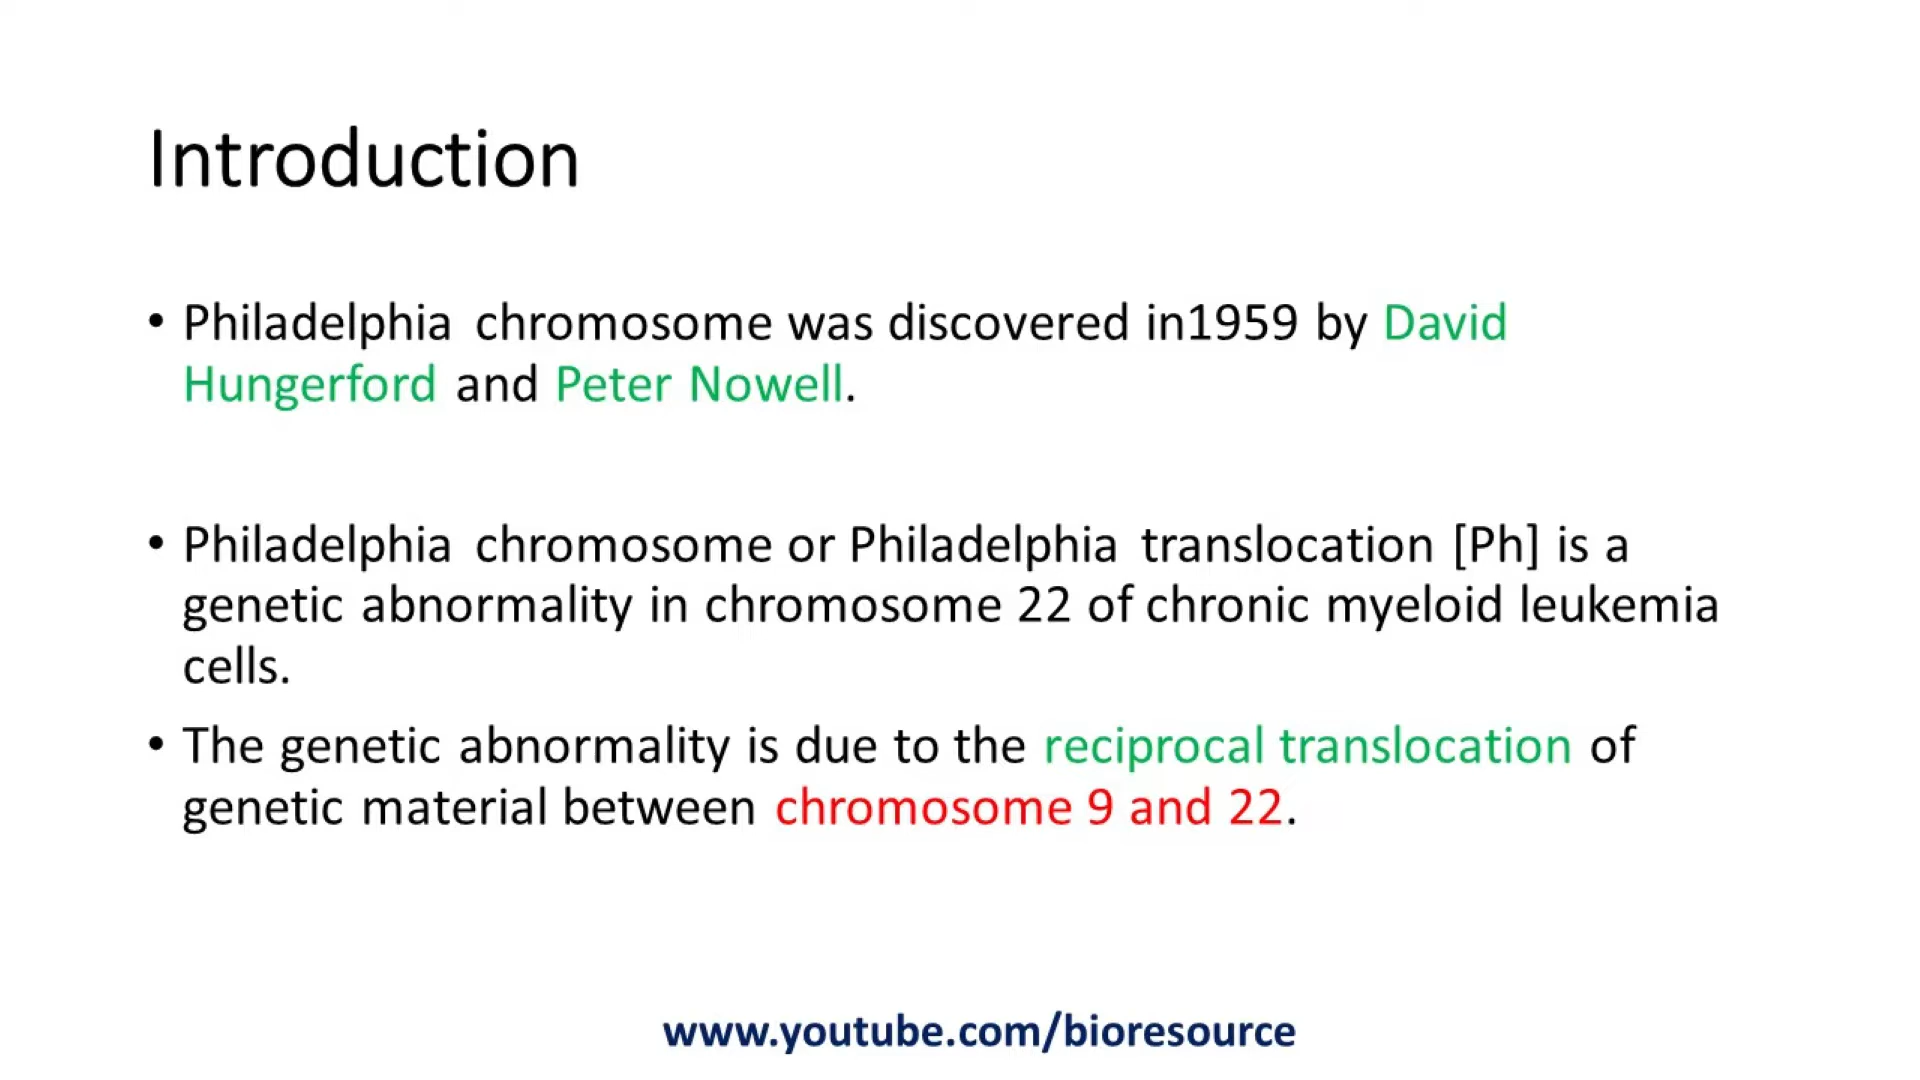 Introduction
• Philadelphia chromosome was discovered in1959 by David
Hungerford and Peter Nowell.
• Philadelphia chromosome or Philadelphia translocation [Ph] is a
genetic abnormality in chromosome 22 of chronic myeloid leukemia
cells.
• The genetic abnormality is due to the reciprocal translocation of
genetic material between chromosome 9 and 22.
www.youtube.com/bioresource